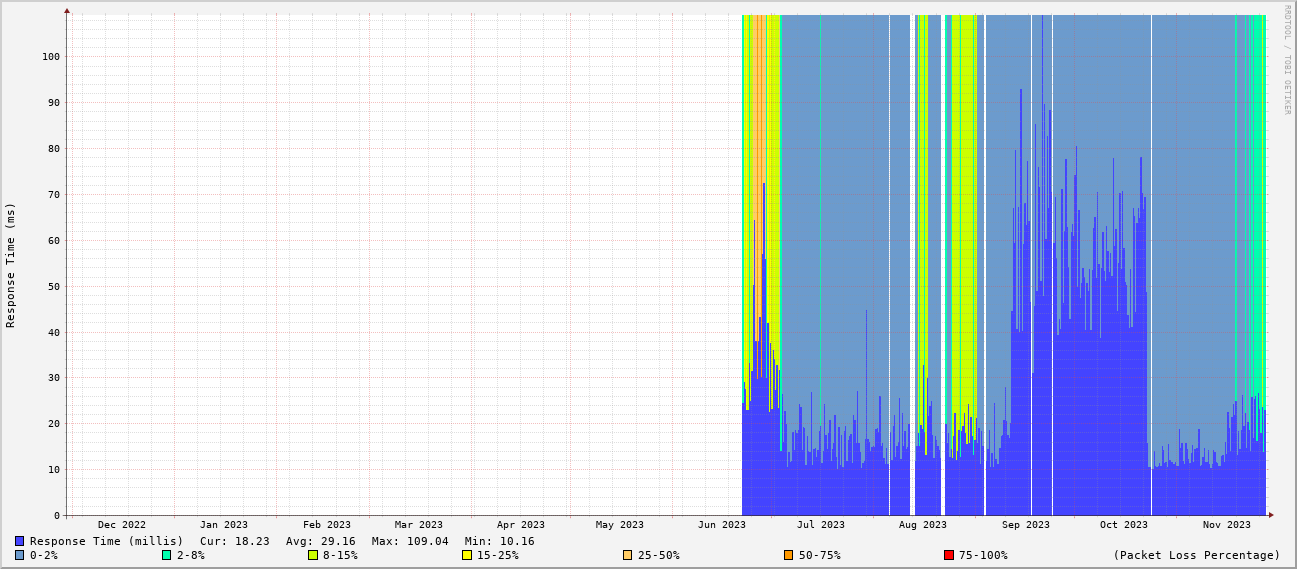 RRDTOOL / TOBI OETIKER
Response Time (ms)
100
90
80
70
60
50
40
30
20
10
0
Dec 2022 Jan 2023 Feb 2023 Mar 2023 Apr 2023 May 2023 Jun 2023 Jul 2023 Aug 2023 Sep 2023 Oct 2023 Nov 2023
Response Time (millis) Cur: 18.23 Avg: 29.16 Max: 109.04 Min: 10.16
0-2% 2-8% 8-15% 15-25% 25-50% 50-75% 75-100% (Packet Loss Percentage)